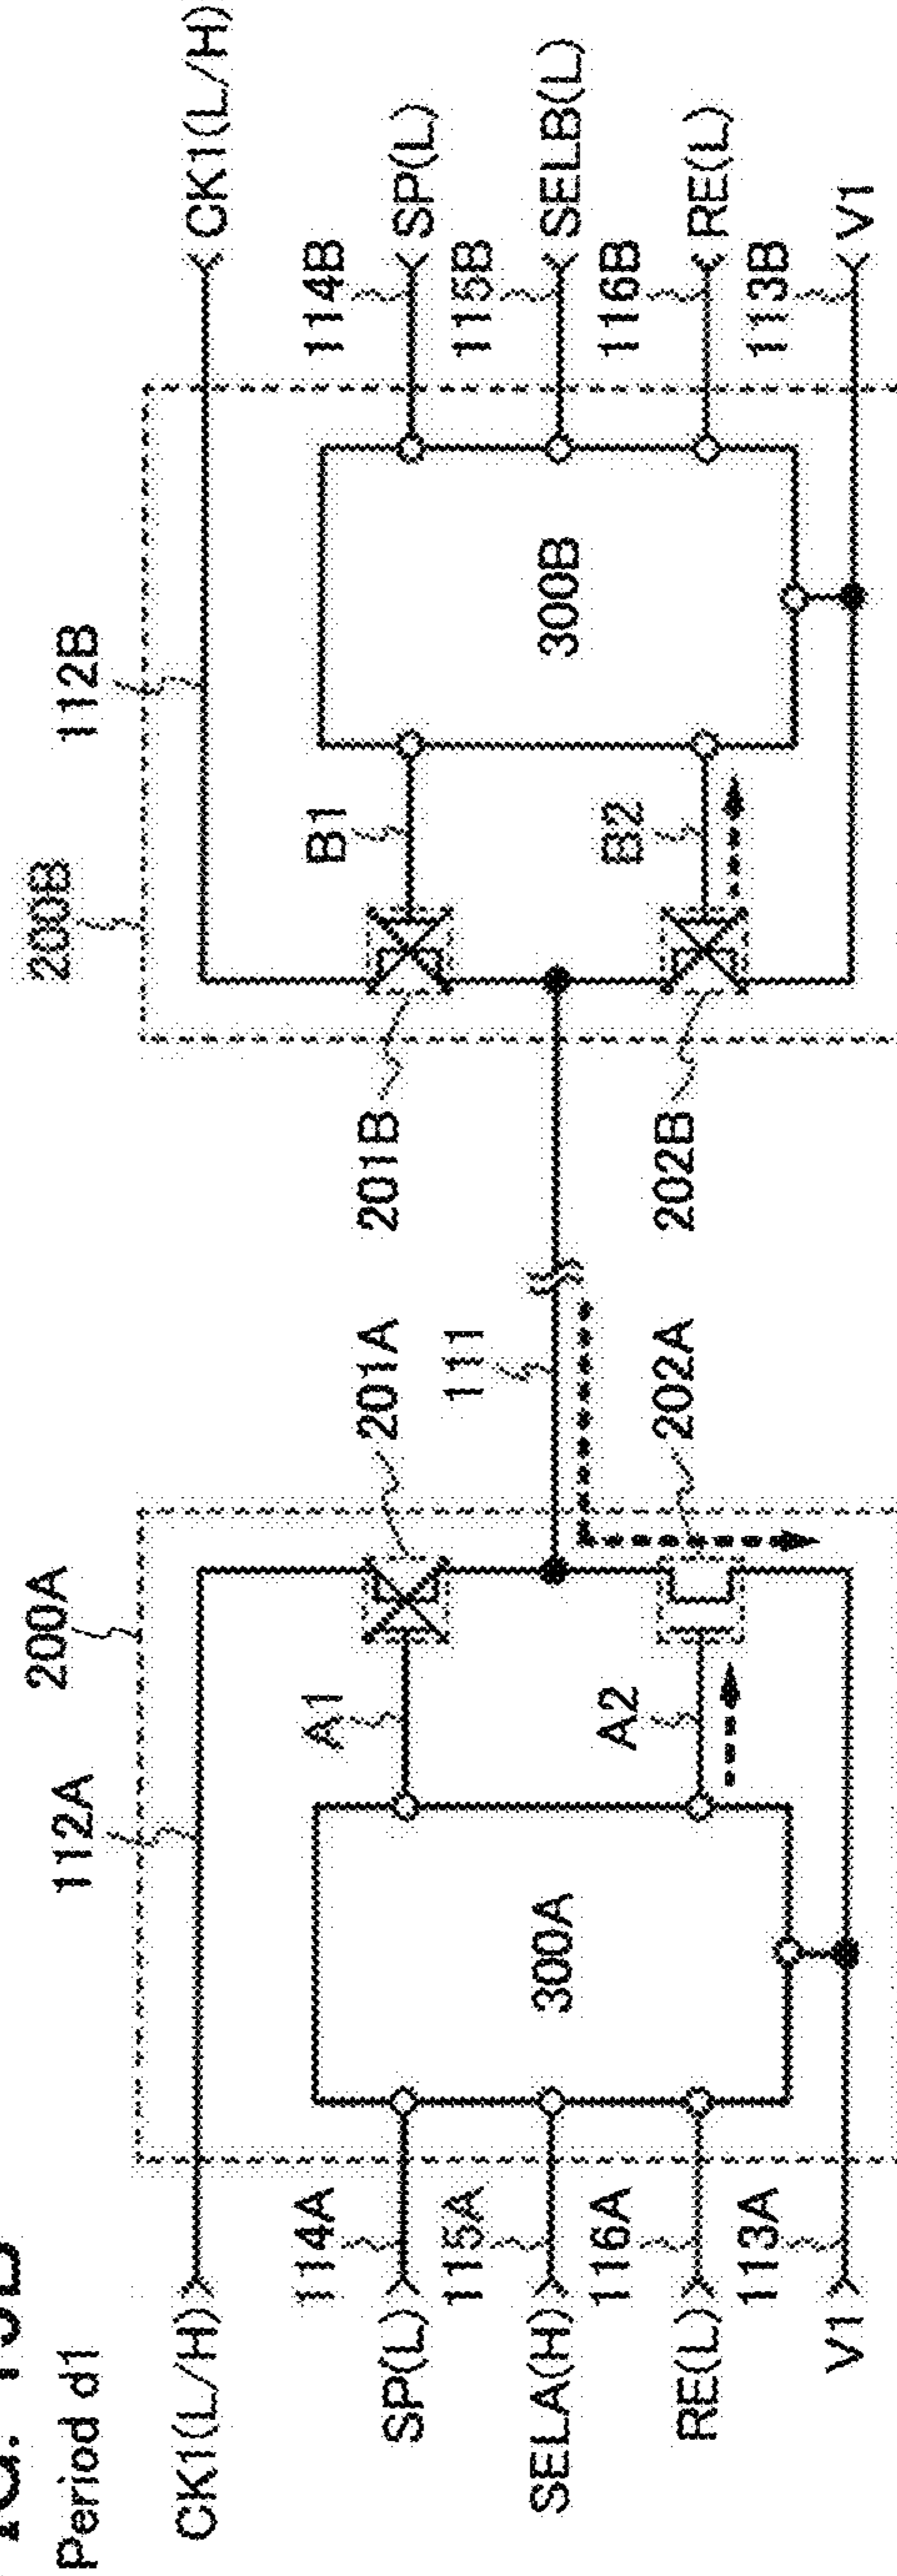 Period d1
200A
200B
112A
112B
CK1(L/H)
CK1(L/H)
114A
A1
201A
201B
B1
114B
SP(L)
SP(L)
115A
111
115B
SELA(H)
300A
300B
SELB(L)
116A
A2
202A
202B
B2
116B
RE(L)
RE(L)
113A
113B
V1
V1